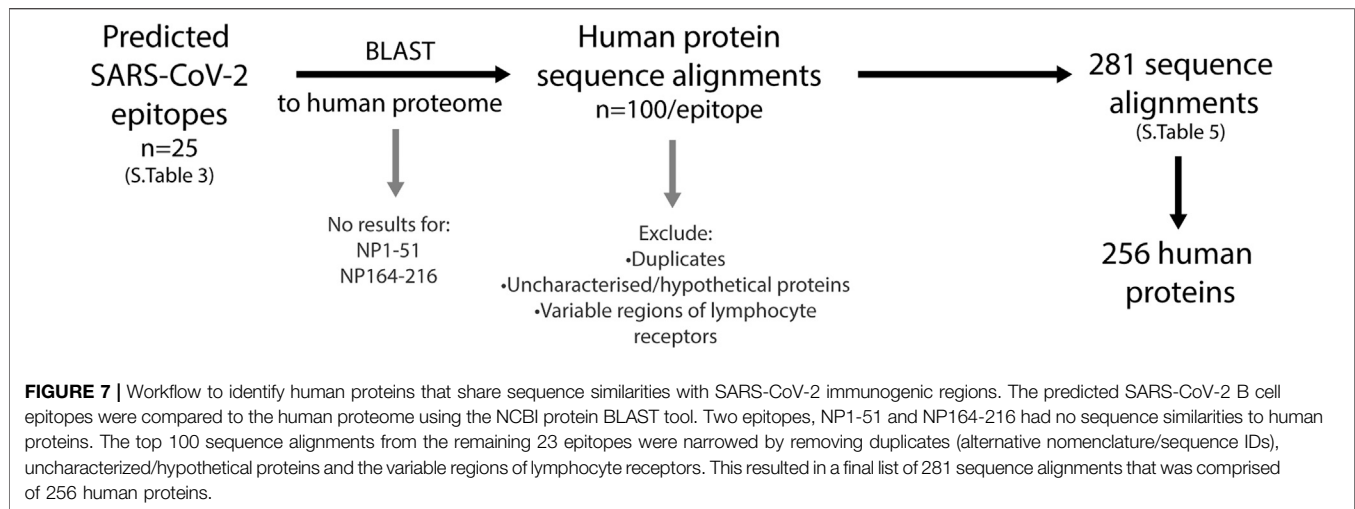 Predicted
SARS-CoV-2
epitopes
n=25
(S.Table 3)
BLAST
to human proteome
No results for:
NP1-51
NP164-216
Human protein
sequence alignments
n=100/epitope
Exclude:
•Duplicates
•Uncharacterised/hypothetical proteins
•Variable regions of lymphocyte
receptors
281 sequence
alignments
(S.Table 5)
256 human
proteins
FIGURE 7 | Workflow to identify human proteins that share sequence similarities with SARS-CoV-2 immunogenic regions. The predicted SARS-CoV-2 B cell
epitopes were compared to the human proteome using the NCBI protein BLAST tool. Two epitopes, NP1-51 and NP164-216 had no sequence similarities to human
proteins. The top 100 sequence alignments from the remaining 23 epitopes were narrowed by removing duplicates (alternative nomenclature/sequence IDs),
uncharacterized/hypothetical proteins and the variable regions of lymphocyte receptors. This resulted in a final list of 281 sequence alignments that was comprised
of 256 human proteins.